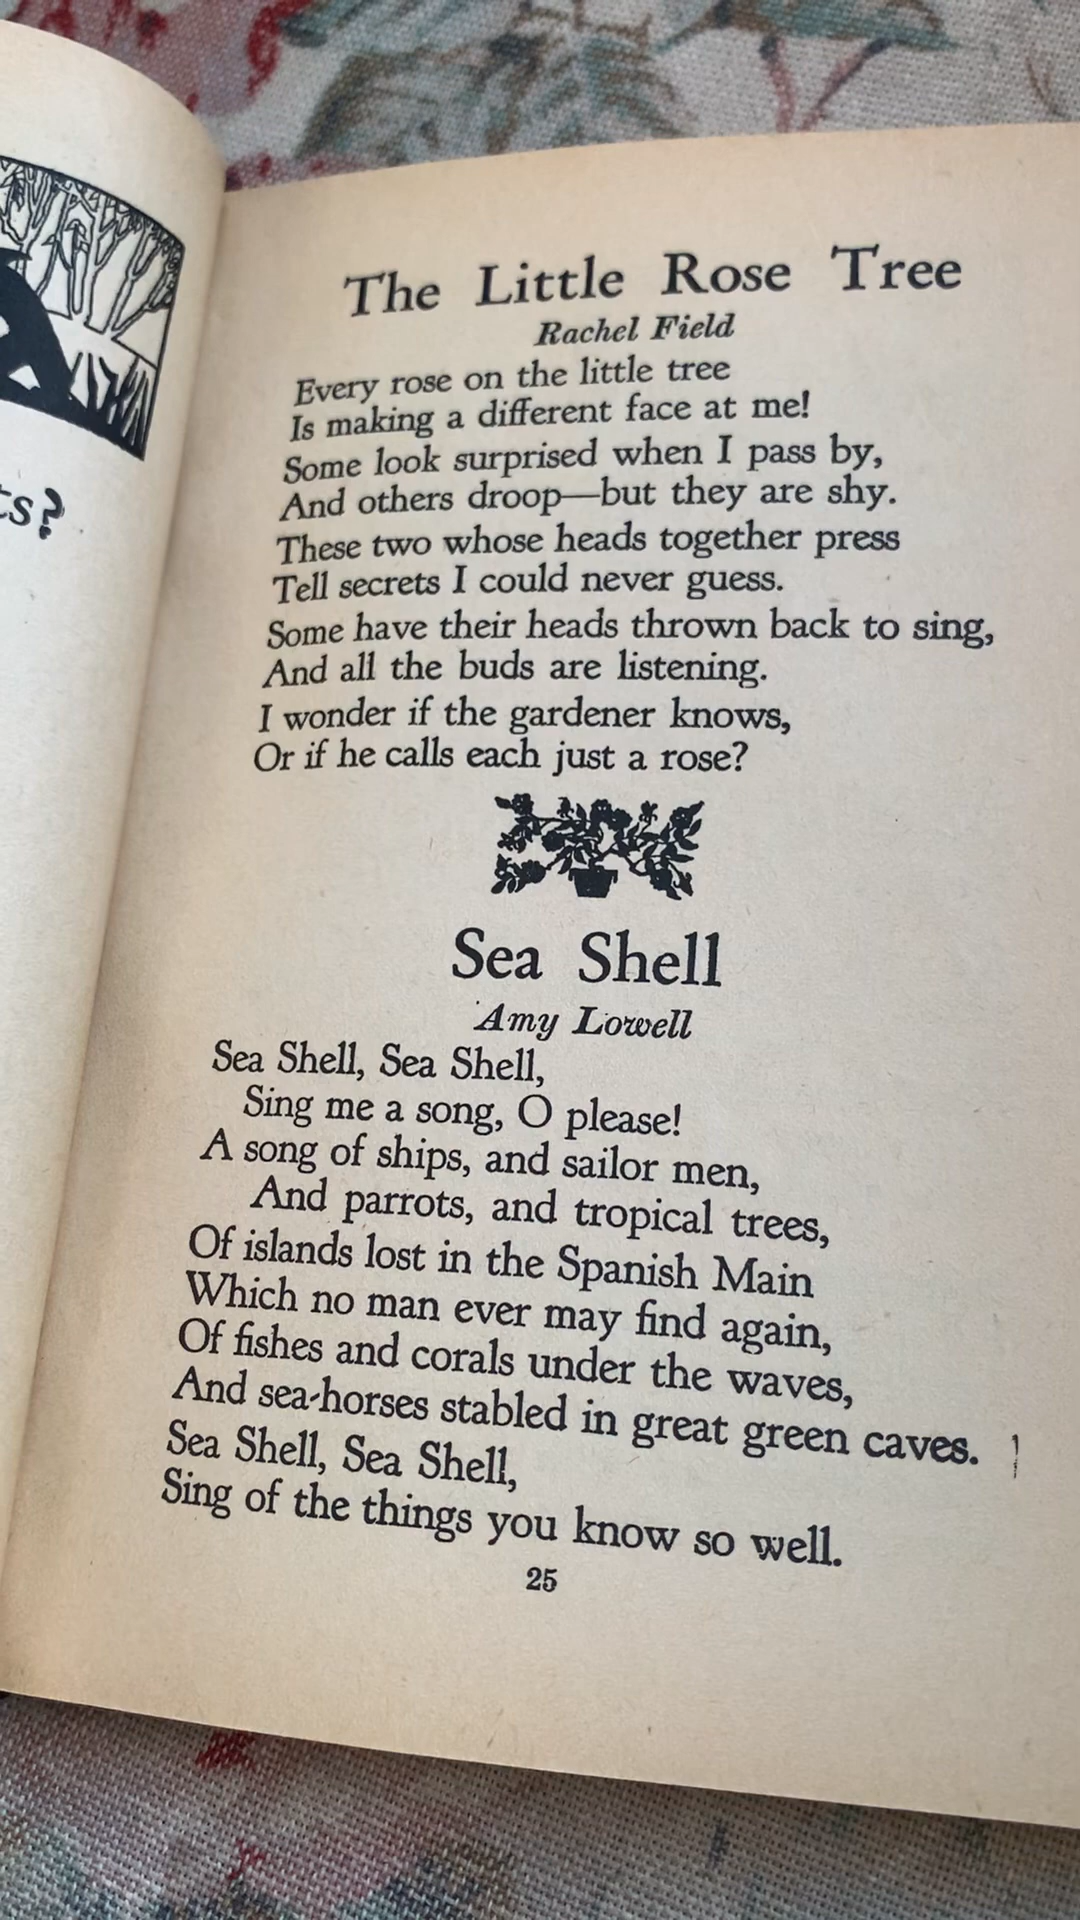 ts?
The Little Rose Tree
Rachel Field
Every rose on the little tree
Is making a different face at me!
Some look surprised when I pass by,
And others droop—but they are shy.
These two whose heads together press
Tell secrets I could never guess.
Some have their heads thrown back to sing,
And all the buds are listening.
I wonder if the gardener knows,
Or if he calls each just a rose?
Sea Shell
Amy Lowell
Sea Shell, Sea Shell,
Sing me a song, O please!
A song of ships, and sailor men,
And parrots, and tropical trees,
Of islands lost in the Spanish Main
Which no man ever may find again,
Of fishes and corals under the waves,
And sea-horses stabled in great green caves.
Sea Shell, Sea Shell,
Sing of the things you know so well.
25